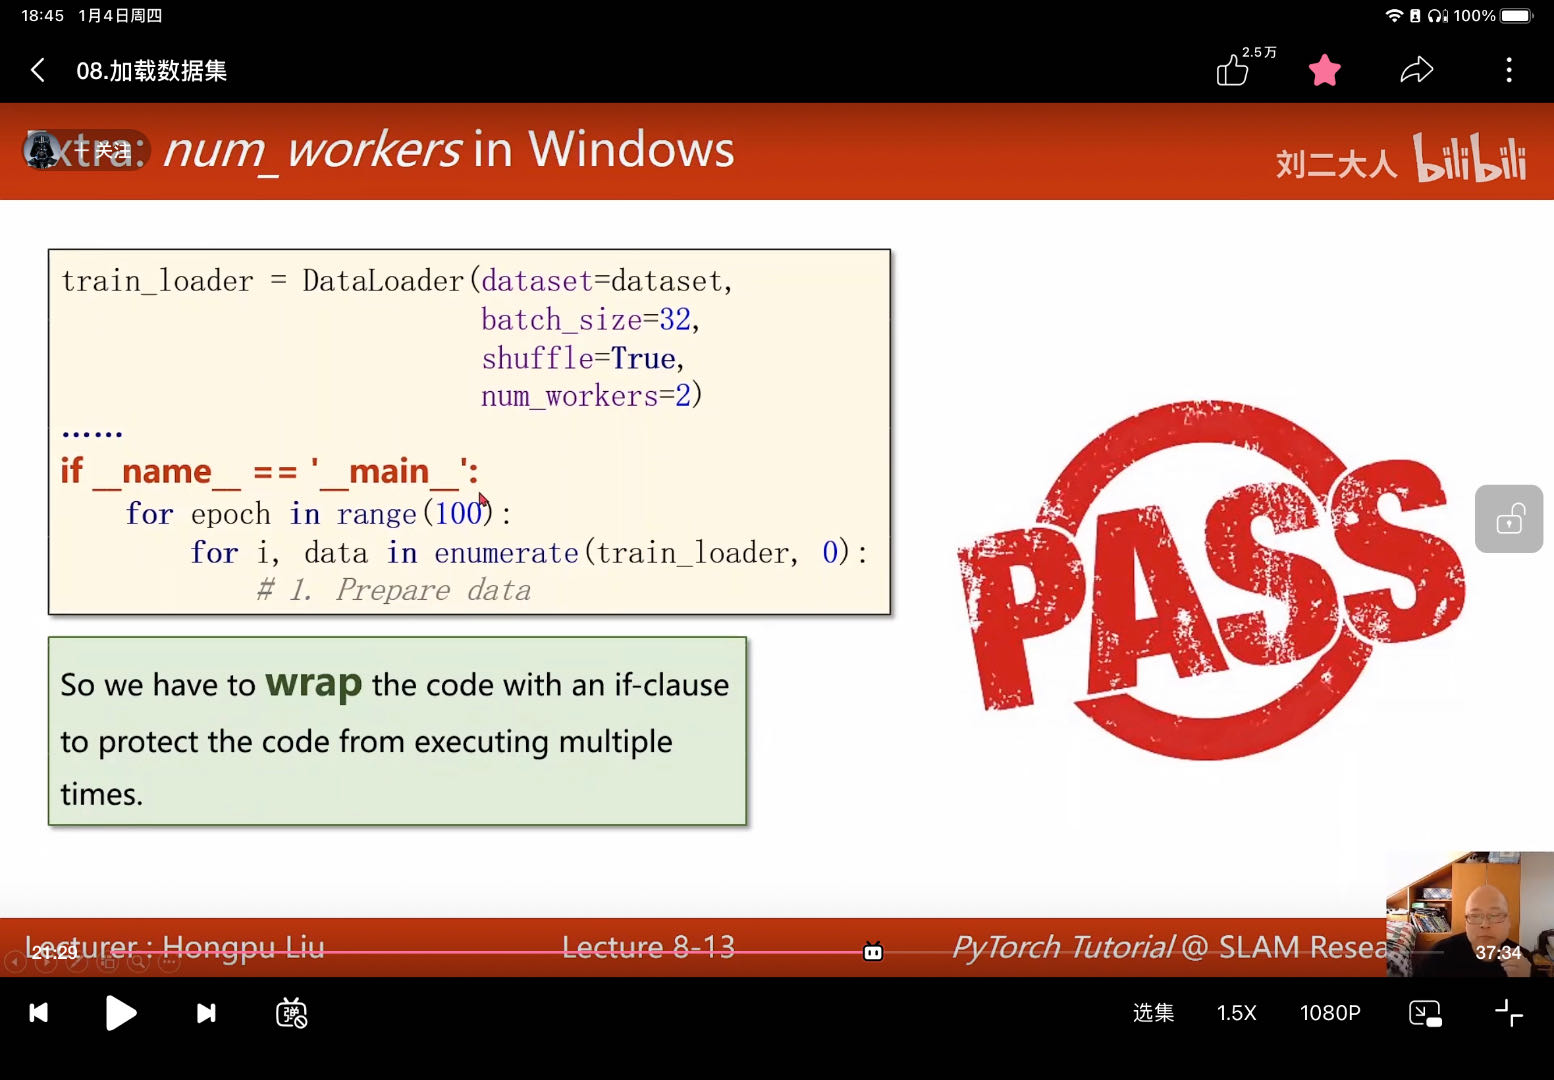 18:45 1月4日周四
100%
08.加载数据集
2.5万
Extra: num_workers in Windows
十 关注
刘二大人 bilibili
train_loader = DataLoader(dataset=dataset,
batch_size=32,
shuffle=True,
num_workers=2)
......
if __name__ == '__main__':
for epoch in range(100):
for i, data in enumerate(train_loader, 0):
# 1. Prepare data
PASS
So we have to wrap the code with an if-clause
to protect the code from executing multiple
times.
Lecturer : Hongpu Liu
Lecture 8-13
PyTorch Tutorial @ SLAM Resea
21:29
37:34
弹
选集
1.5X
1080P